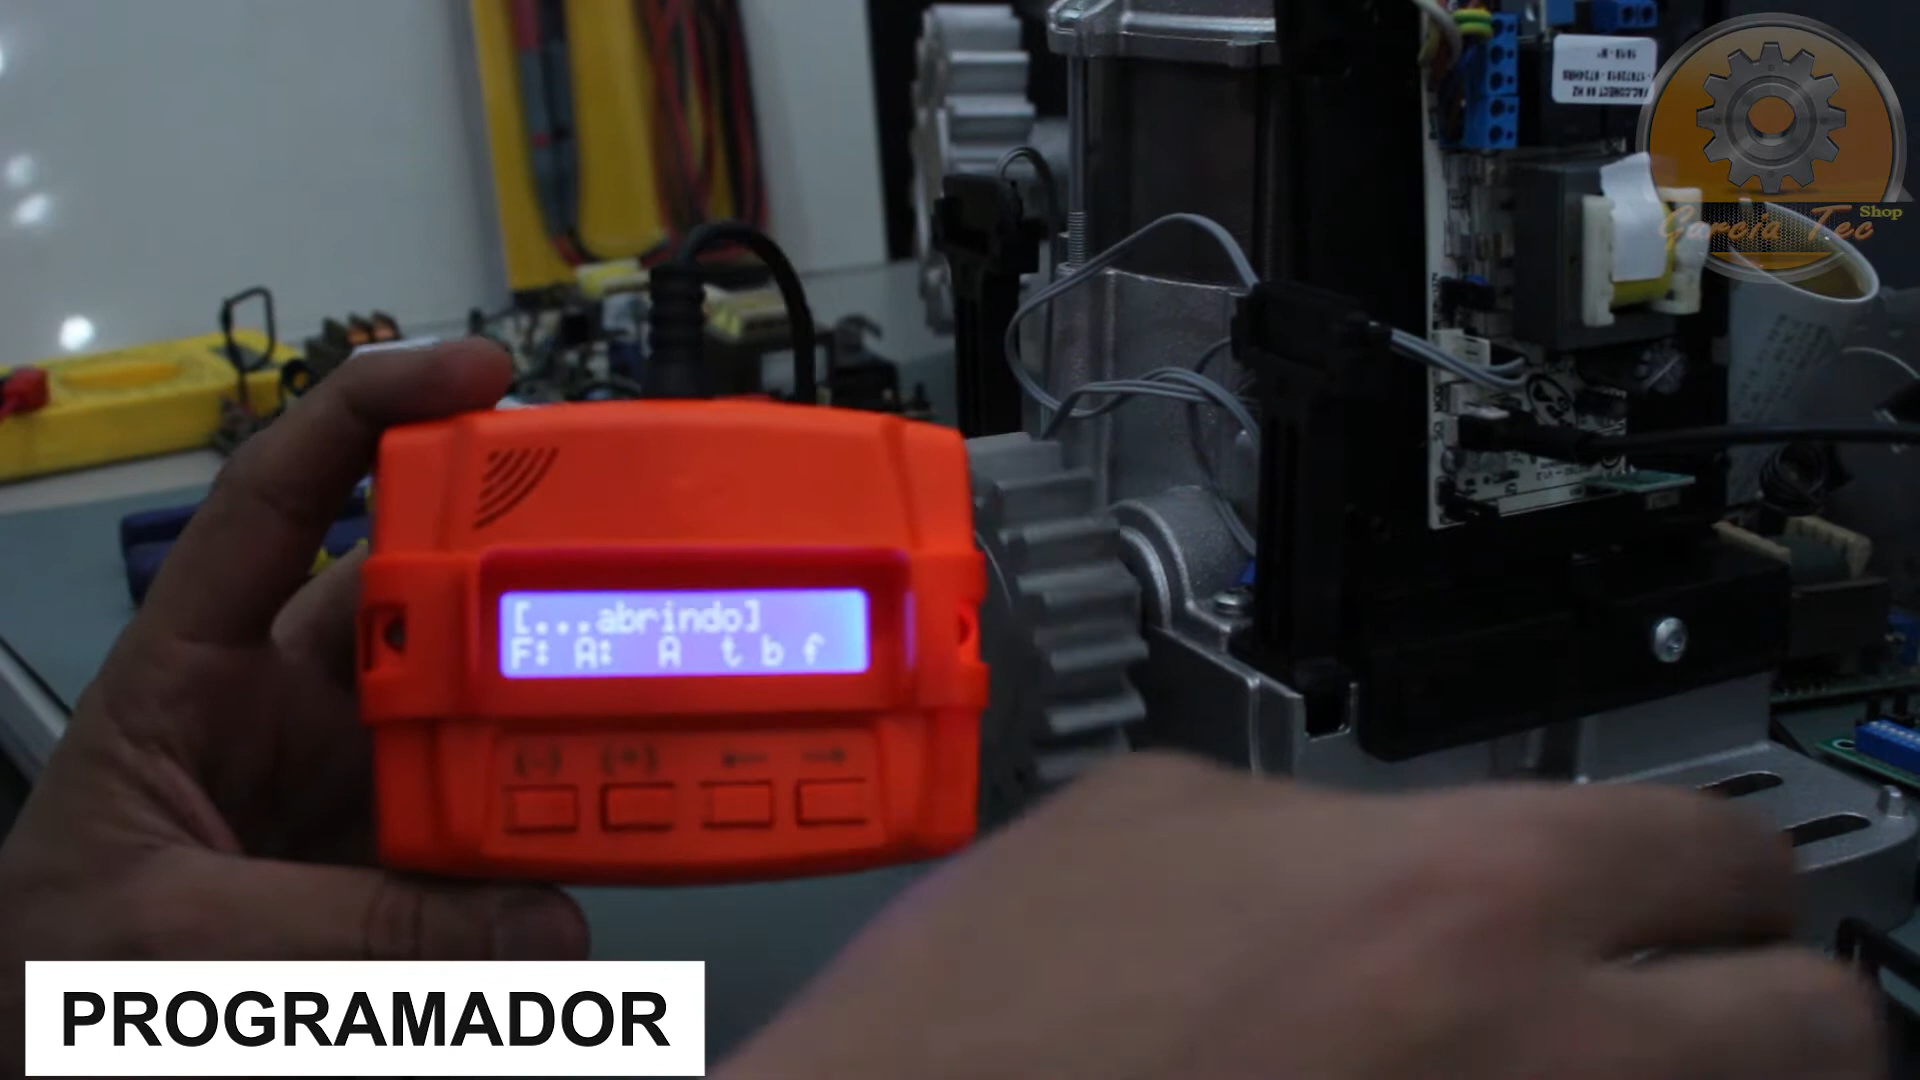 Garcia Tec
Shop
[...abrindo]
F: A: A t b f
(-) (+) ← →
PROGRAMADOR